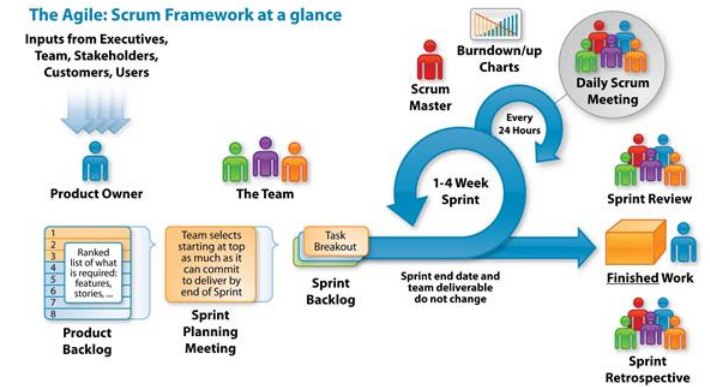 The Agile: Scrum Framework at a glance
Inputs from Executives,
Team, Stakeholders,
Customers, Users
Product Owner
The Team
Scrum
Master
Burndown/up
Charts
Daily Scrum
Meeting
Every
24 Hours
1-4 Week
Sprint
Sprint Review
1
2
3
4
5
6
7
8
Ranked
list of what
is required:
features,
stories, ...
Product
Backlog
Team selects
starting at top
as much as it
can commit
to deliver by
end of Sprint
Sprint
Planning
Meeting
Task
Breakout
Sprint
Backlog
Sprint end date and
team deliverable
do not change
Finished Work
Sprint
Retrospective